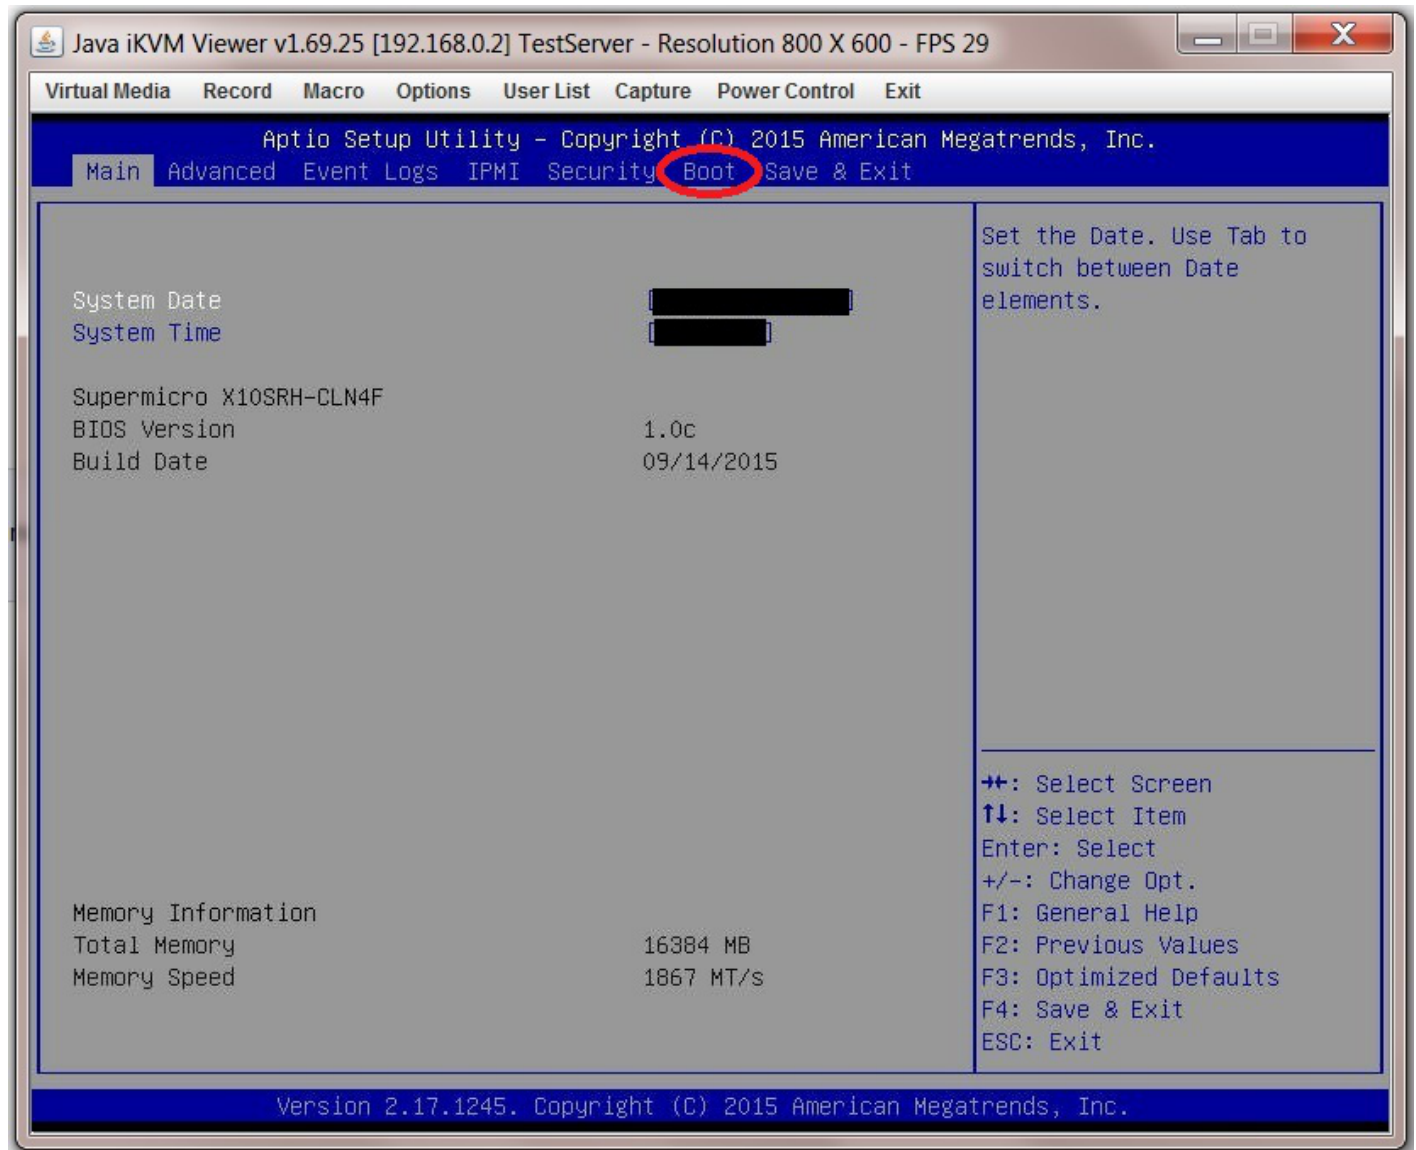 Java iKVM Viewer v1.69.25 [192.168.0.2] TestServer - Resolution 800 X 600 - FPS 29
Virtual Media Record Macro Options User List Capture Power Control Exit
Aptio Setup Utility – Copyright (C) 2015 American Megatrends, Inc.
Main Advanced Event Logs IPMI Security Boot Save & Exit
System Date [ ]
System Time [ ]
Supermicro X10SRH-CLN4F
BIOS Version 1.0c
Build Date 09/14/2015
Memory Information
Total Memory 16384 MB
Memory Speed 1867 MT/s
Set the Date. Use Tab to
switch between Date
elements.
→←: Select Screen
↑↓: Select Item
Enter: Select
+/-: Change Opt.
F1: General Help
F2: Previous Values
F3: Optimized Defaults
F4: Save & Exit
ESC: Exit
Version 2.17.1245. Copyright (C) 2015 American Megatrends, Inc.